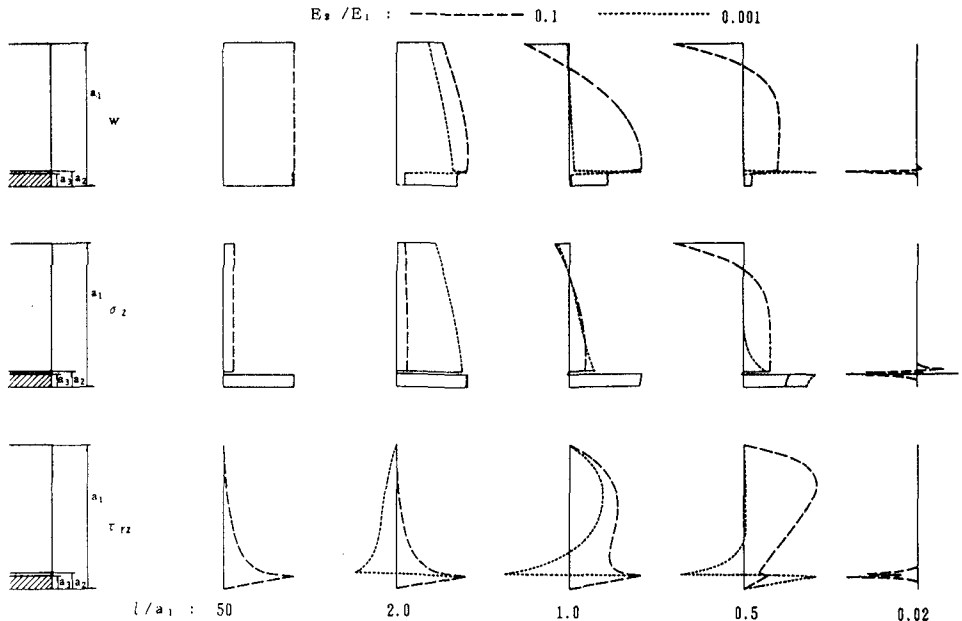 E₂ /E₁ : 0.1 0.001
a₁
W
a₃ a₂
a₁
σ z
a₃ a₂
a₁
τ rz
a₃ a₂
l/a₁ : 50 2.0 1.0 0.5 0.02